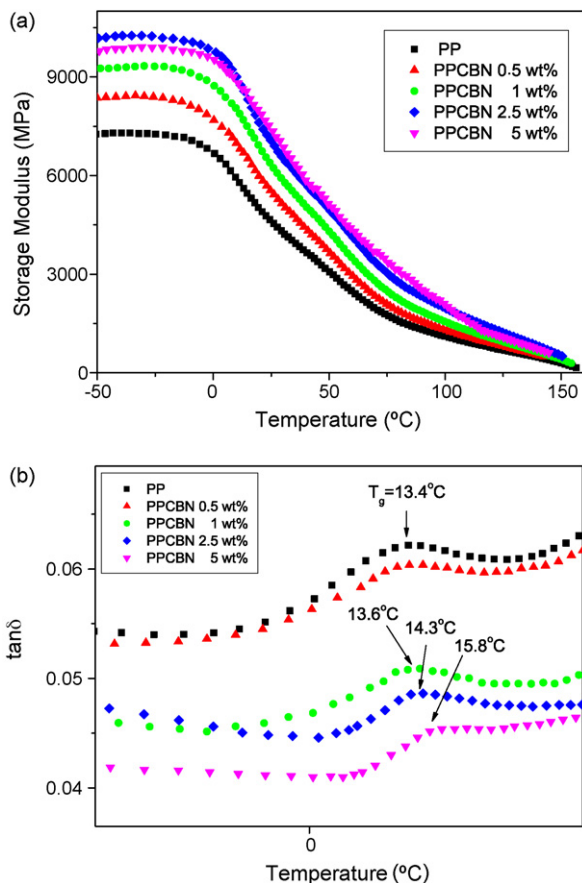 (a)
PP
PPCBN 0.5 wt%
PPCBN 1 wt%
PPCBN 2.5 wt%
PPCBN 5 wt%
Storage Modulus (MPa)
9000
6000
3000
0
-50 0 50 100 150
Temperature (ºC)
(b)
PP
PPCBN 0.5 wt%
PPCBN 1 wt%
PPCBN 2.5 wt%
PPCBN 5 wt%
Tg=13.4°C
13.6°C
14.3°C
15.8°C
tanδ
0.06
0.05
0.04
0
Temperature (ºC)